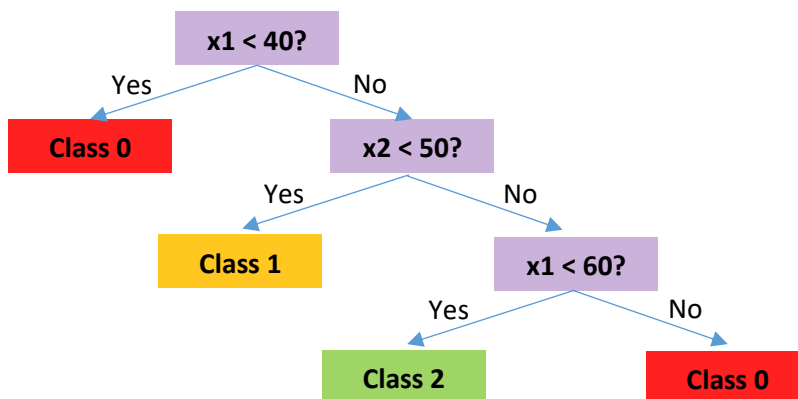 x1 < 40?
Yes
No
Class 0
x2 < 50?
Yes
No
Class 1
x1 < 60?
Yes
No
Class 2
Class 0